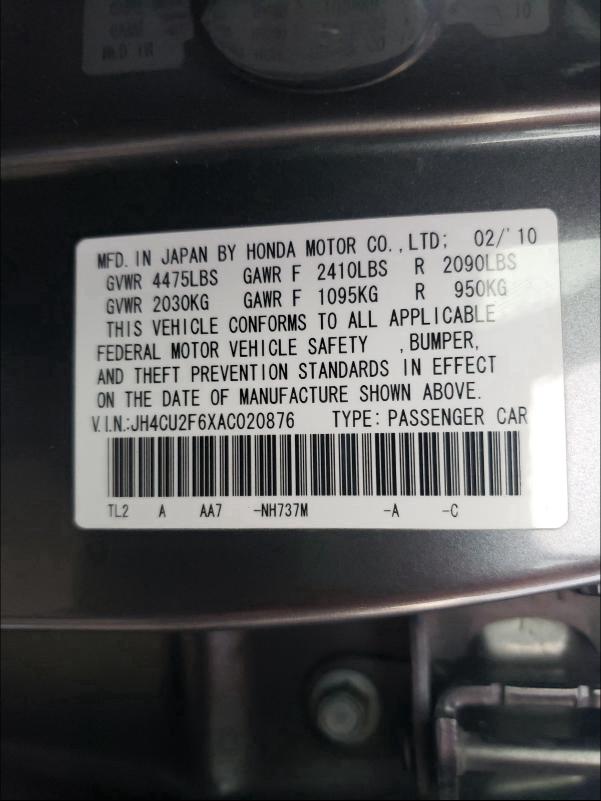 MFD. IN JAPAN BY HONDA MOTOR CO.,LTD; 02/'10
GVWR 4475LBS GAWR F 2410LBS R 2090LBS
GVWR 2030KG GAWR F 1095KG R 950KG
THIS VEHICLE CONFORMS TO ALL APPLICABLE
FEDERAL MOTOR VEHICLE SAFETY ,BUMPER,
AND THEFT PREVENTION STANDARDS IN EFFECT
ON THE DATE OF MANUFACTURE SHOWN ABOVE.
V.I.N.:JH4CU2F6XAC020876 TYPE: PASSENGER CAR
TL2 A AA7 -NH737M -A -C